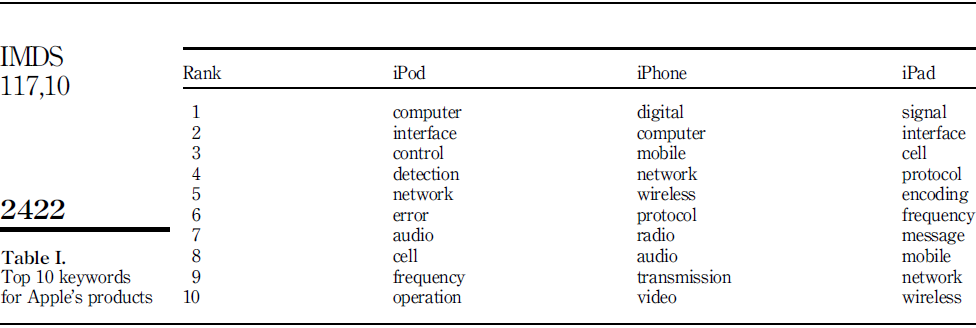 IMDS
117,10
2422
Table I.
Top 10 keywords
for Apple's products
Rank iPod iPhone iPad
1 computer digital signal
2 interface computer interface
3 control mobile cell
4 detection network protocol
5 network wireless encoding
6 error protocol frequency
7 audio radio message
8 cell audio mobile
9 frequency transmission network
10 operation video wireless